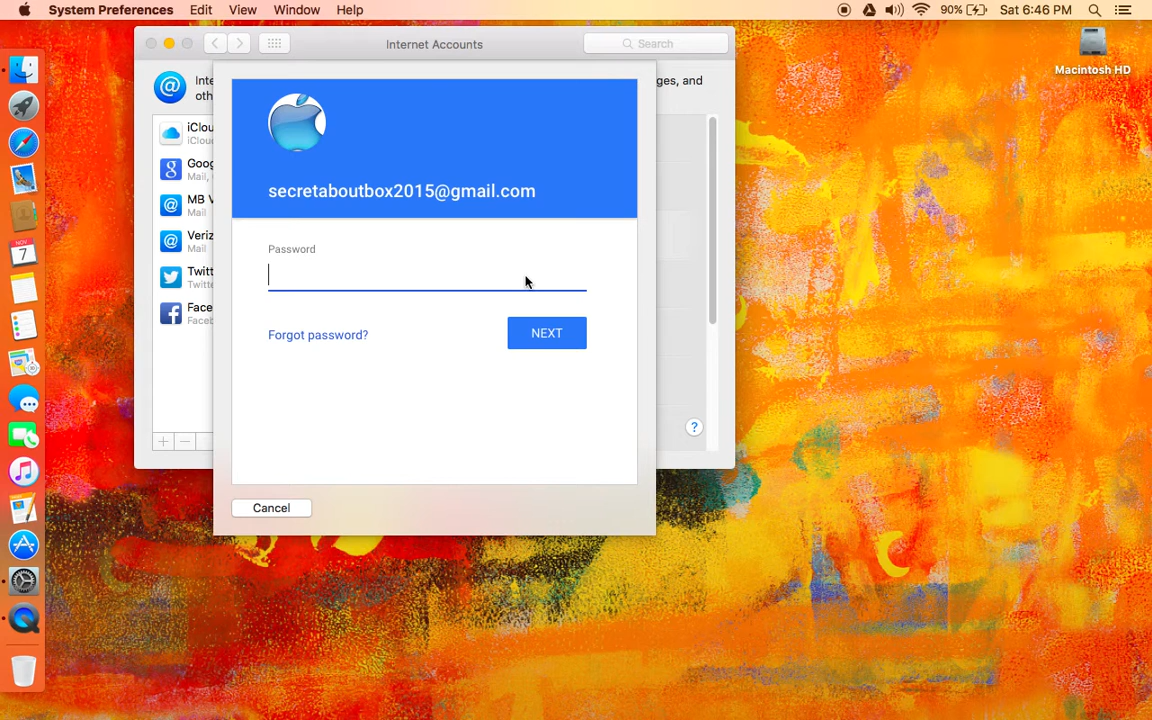 System Preferences Edit View Window Help 90% Sat 6:46 PM
Macintosh HD
Internet Accounts
Search
@
ges, and
iClou
iClou
Goog
Mail,
MB V
Mail
Veriz
Mail
Twitt
Twitte
Face
Faceb
secretaboutbox2015@gmail.com
Password
Forgot password?
NEXT
Cancel
?
NOV
7